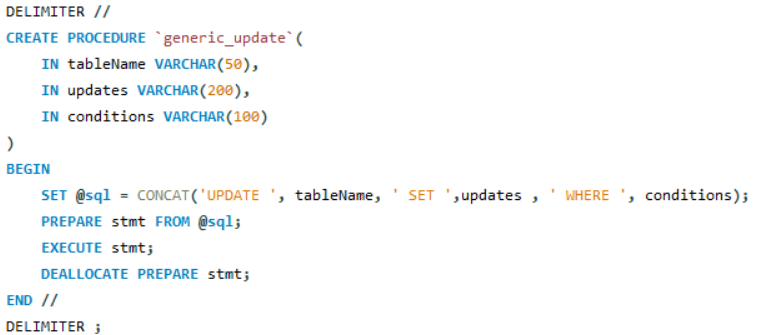 DELIMITER //
CREATE PROCEDURE `generic_update`(
    IN tableName VARCHAR(50),
    IN updates VARCHAR(200),
    IN conditions VARCHAR(100)
)
BEGIN
    SET @sql = CONCAT('UPDATE ', tableName, ' SET ',updates , ' WHERE ', conditions);
    PREPARE stmt FROM @sql;
    EXECUTE stmt;
    DEALLOCATE PREPARE stmt;
END //
DELIMITER ;